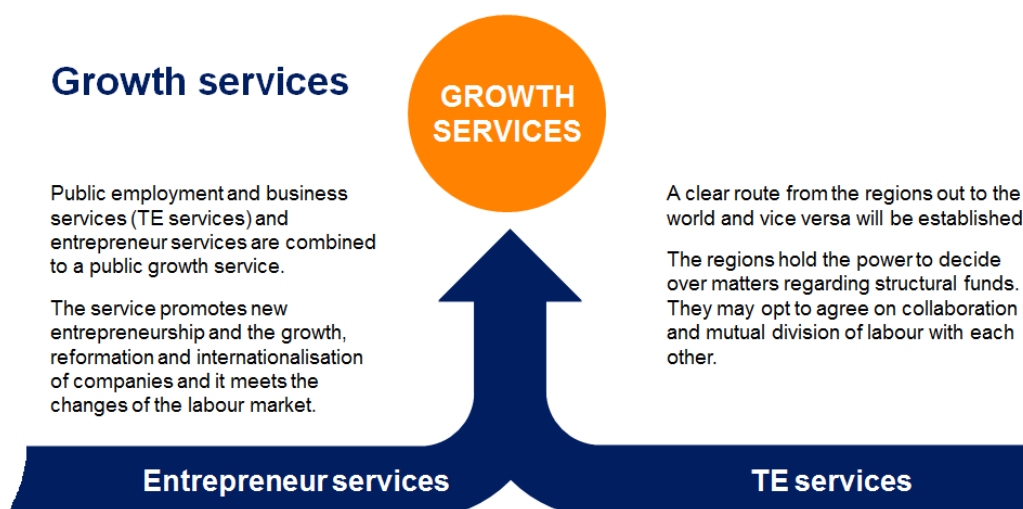 Growth services
GROWTH
SERVICES
Public employment and business
services (TE services) and
entrepreneur services are combined
to a public growth service.
The service promotes new
entrepreneurship and the growth,
reformation and internationalisation
of companies and it meets the
changes of the labour market.
A clear route from the regions out to the
world and vice versa will be established
The regions hold the power to decide
over matters regarding structural funds.
They may opt to agree on collaboration
and mutual division of labour with each
other.
Entrepreneur services
TE services